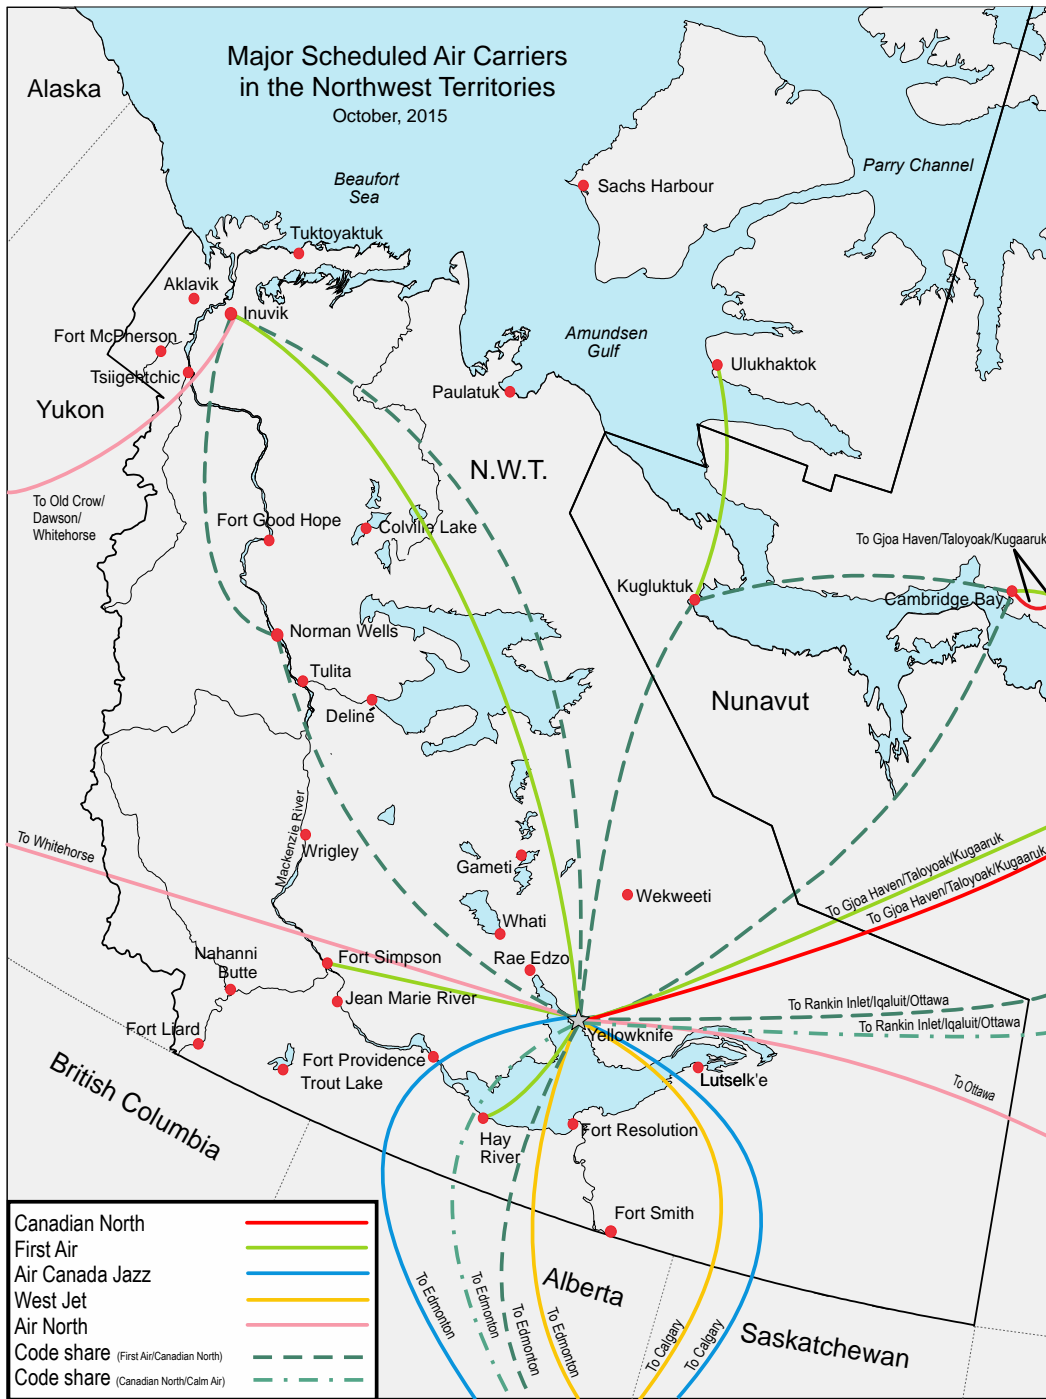 Major Scheduled Air Carriers
in the Northwest Territories
October, 2015
Alaska
Beaufort
Sea
Parry Channel
Sachs Harbour
Tuktoyaktuk
Aklavik
Inuvik
Fort McPherson
Amundsen
Gulf
Tsiigehtchic
Ulukhaktok
Paulatuk
Yukon
N.W.T.
To Old Crow/
Dawson/
Whitehorse
Fort Good Hope
Colville Lake
To Gjoa Haven/Taloyoak/Kugaaruk
Kugluktuk
Cambridge Bay
Norman Wells
Tulita
Deliné
Nunavut
Mackenzie River
To Whitehorse
Wrigley
Gameti
Wekweeti
To Gjoa Haven/Taloyoak/Kugaaruk
To Gjoa Haven/Taloyoak/Kugaaruk
Whati
Nahanni
Butte
Fort Simpson
Rae Edzo
Jean Marie River
To Rankin Inlet/Iqaluit/Ottawa
To Rankin Inlet/Iqaluit/Ottawa
Fort Liard
Yellowknife
Fort Providence
Trout Lake
Lutselk'e
To Ottawa
British Columbia
Hay
River
Fort Resolution
Fort Smith
To Edmonton
To Edmonton
To Edmonton
To Edmonton
To Calgary
To Calgary
Alberta
Saskatchewan
Canadian North
First Air
Air Canada Jazz
West Jet
Air North
Code share (First Air/Canadian North)
Code share (Canadian North/Calm Air)